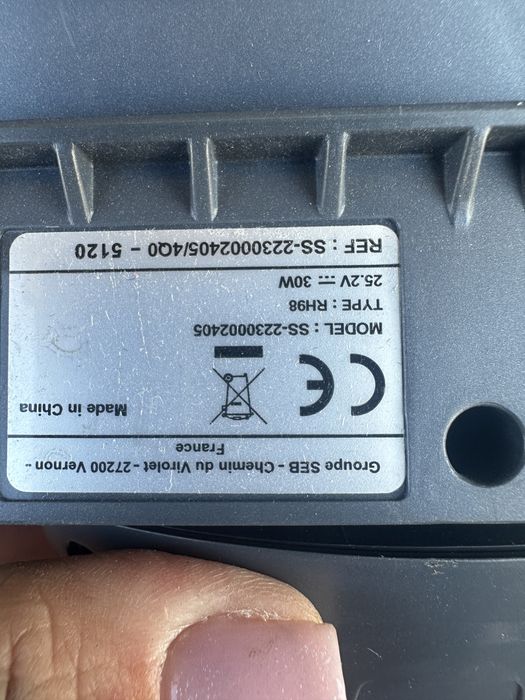 Groupe SEB - Chemin du Virolet - 27200 Vernon -
France
CE
Made in China
MODEL : SS-2230002405
TYPE : RH98
25.2V ⎓ 30W
REF : SS-2230002405/4Q0 - 5120